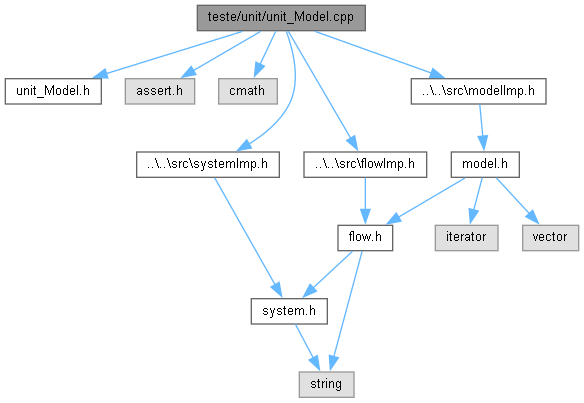 teste/unit/unit_Model.cpp
unit_Model.h
assert.h
cmath
..\..\src\modelImp.h
..\..\src\systemImp.h
..\..\src\flowImp.h
model.h
flow.h
iterator
vector
system.h
string